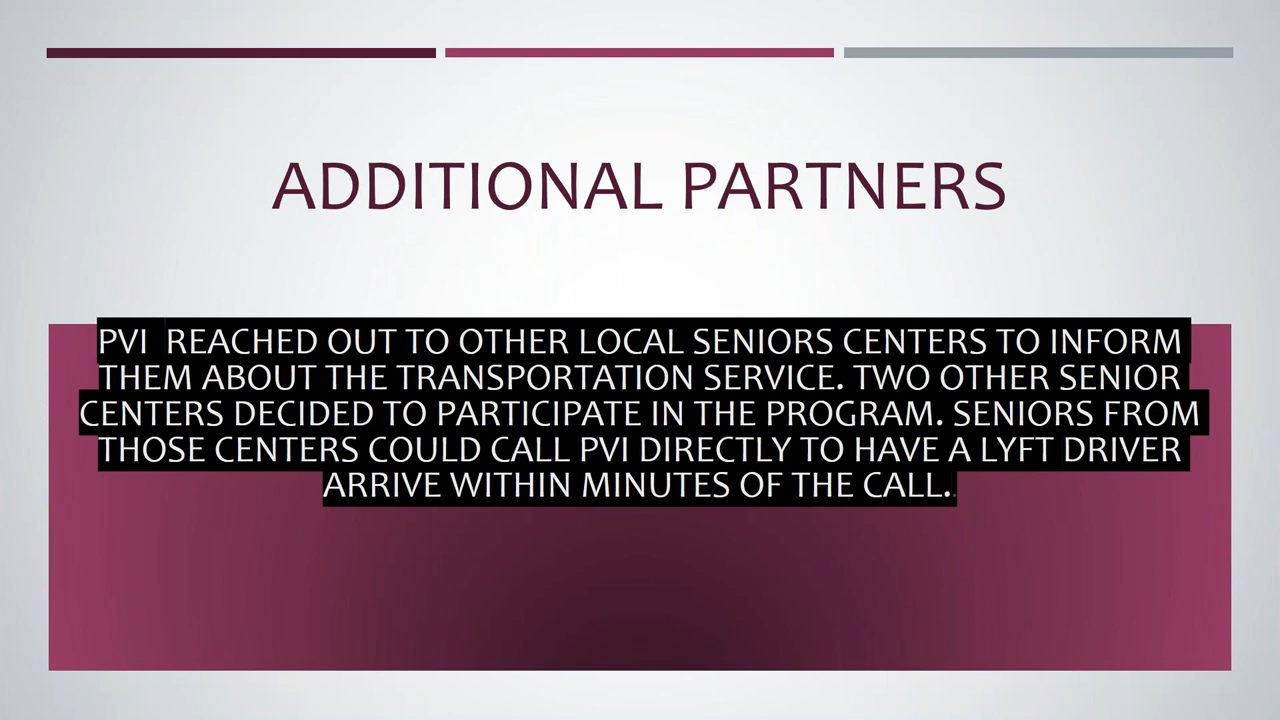 ADDITIONAL PARTNERS
PVI REACHED OUT TO OTHER LOCAL SENIORS CENTERS TO INFORM
THEM ABOUT THE TRANSPORTATION SERVICE. TWO OTHER SENIOR
CENTERS DECIDED TO PARTICIPATE IN THE PROGRAM. SENIORS FROM
THOSE CENTERS COULD CALL PVI DIRECTLY TO HAVE A LYFT DRIVER
ARRIVE WITHIN MINUTES OF THE CALL..